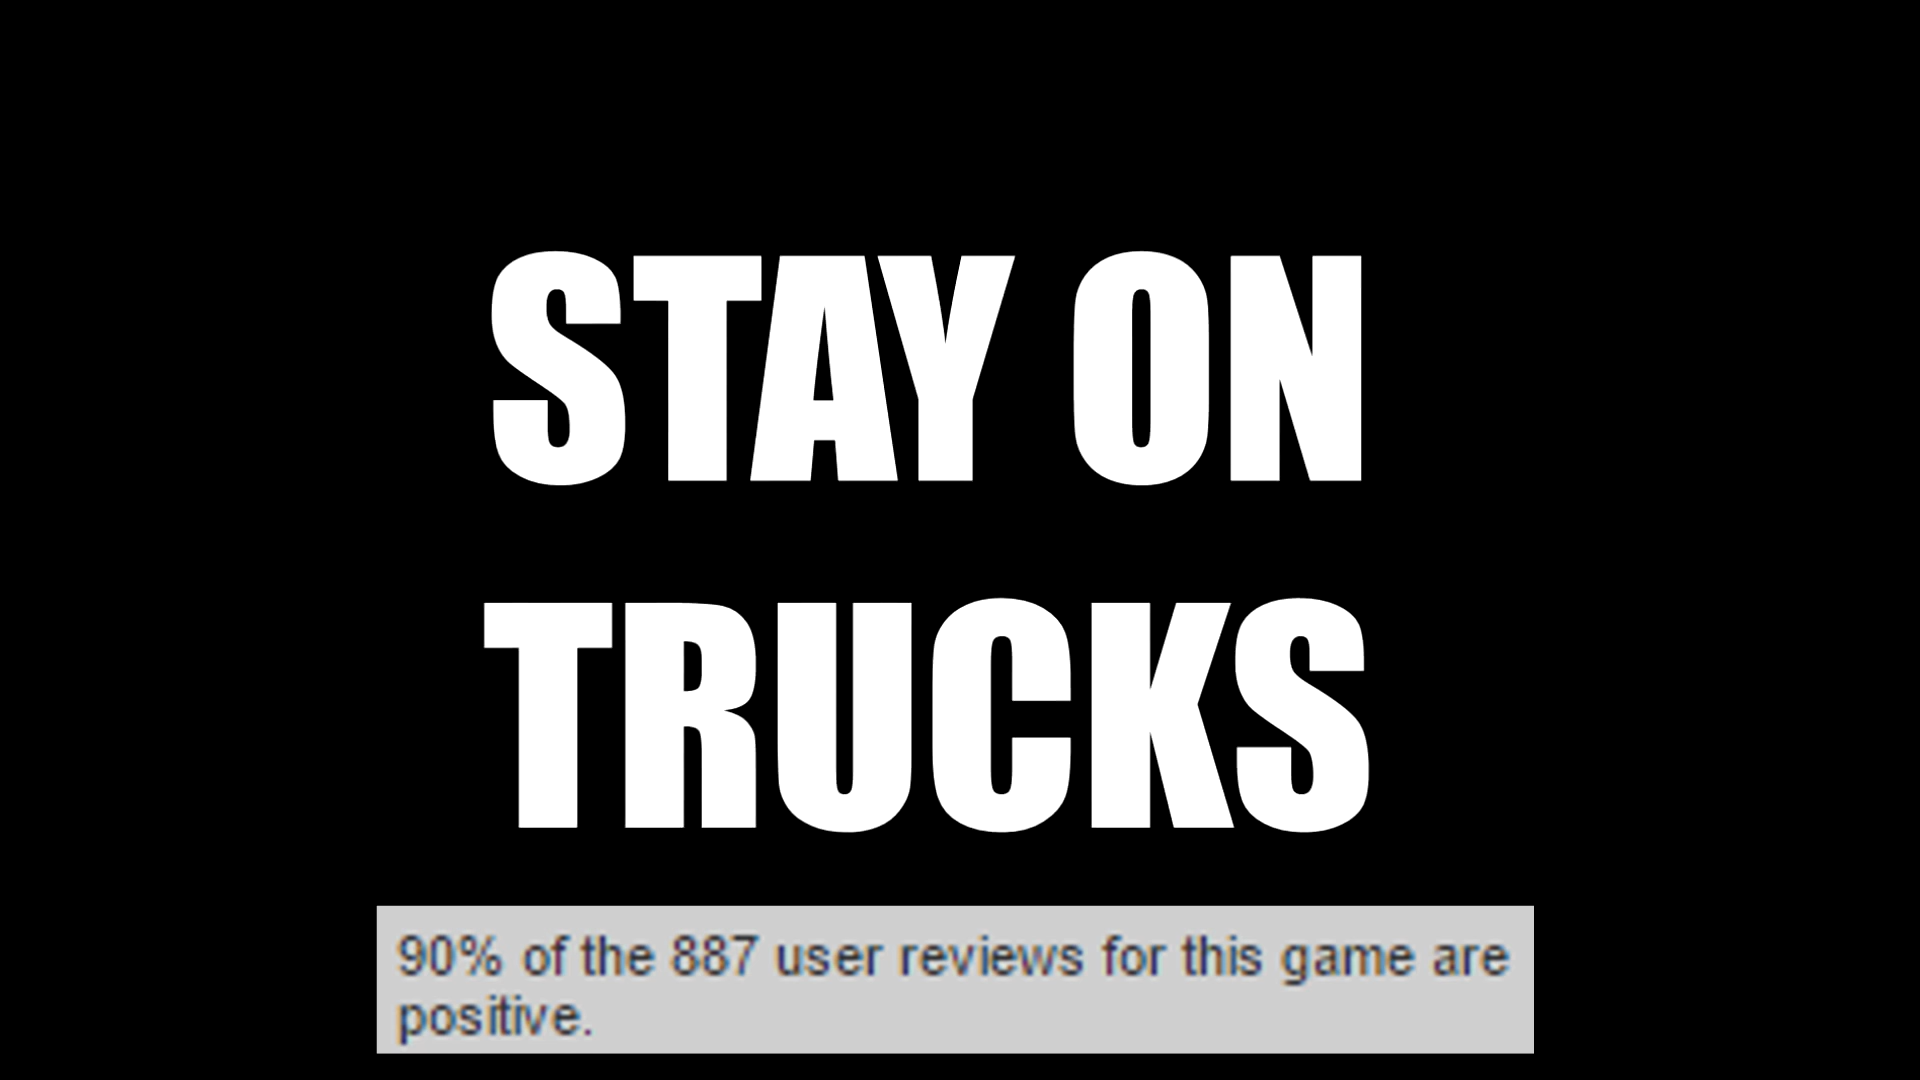 STAY ON
TRUCKS
90% of the 887 user reviews for this game are
positive.